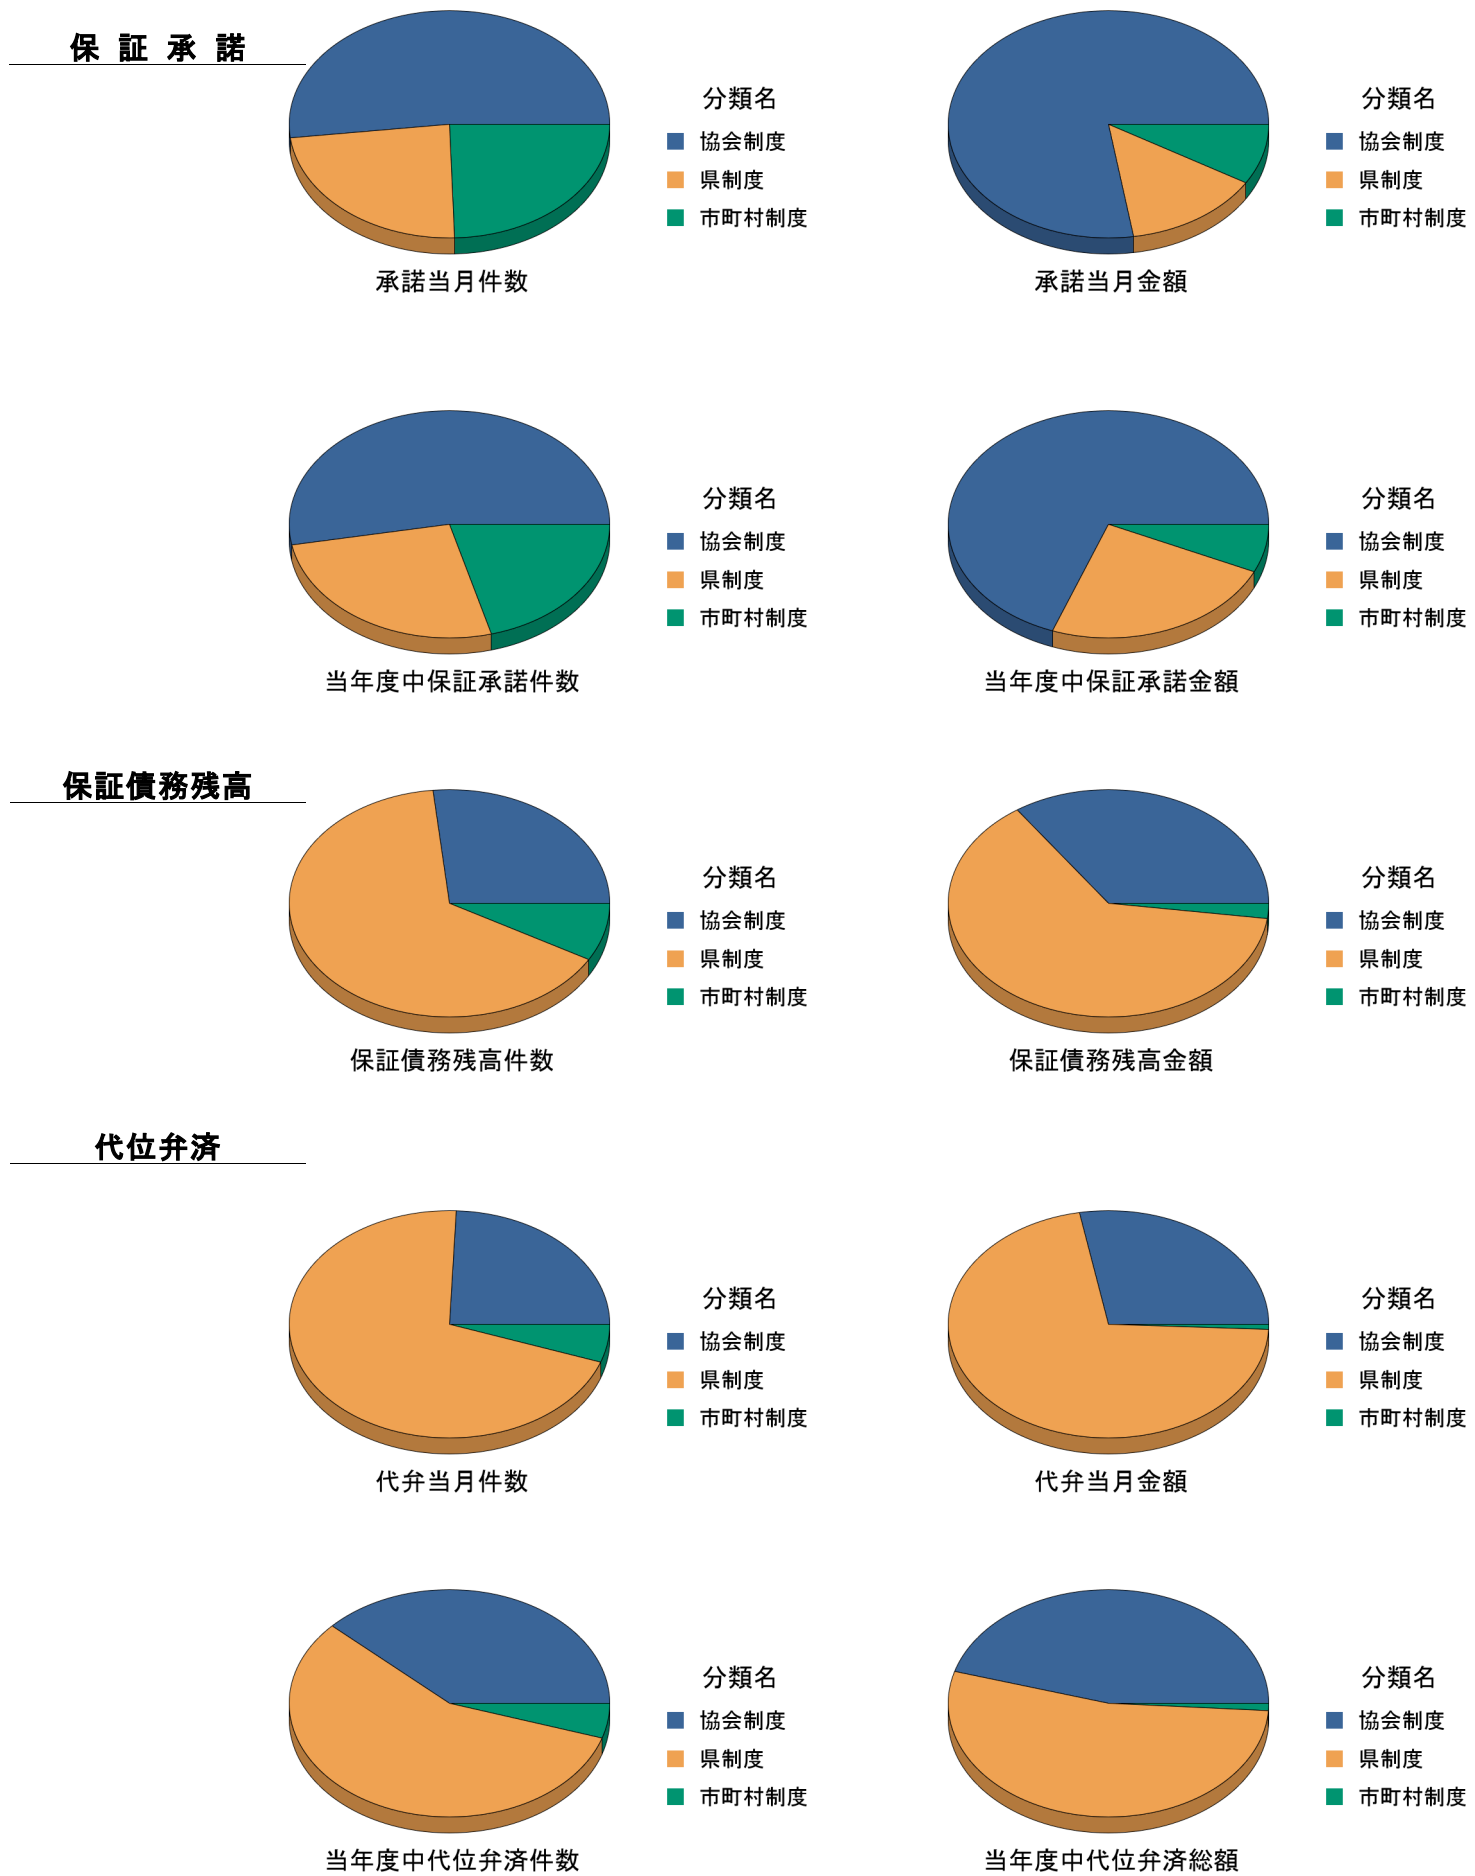 保 証 承 諾
分類名
協会制度
県制度
市町村制度
承諾当月件数
分類名
協会制度
県制度
市町村制度
承諾当月金額
分類名
協会制度
県制度
市町村制度
当年度中保証承諾件数
分類名
協会制度
県制度
市町村制度
当年度中保証承諾金額
保証債務残高
分類名
協会制度
県制度
市町村制度
保証債務残高件数
分類名
協会制度
県制度
市町村制度
保証債務残高金額
代位弁済
分類名
協会制度
県制度
市町村制度
代弁当月件数
分類名
協会制度
県制度
市町村制度
代弁当月金額
分類名
協会制度
県制度
市町村制度
当年度中代位弁済件数
分類名
協会制度
県制度
市町村制度
当年度中代位弁済総額